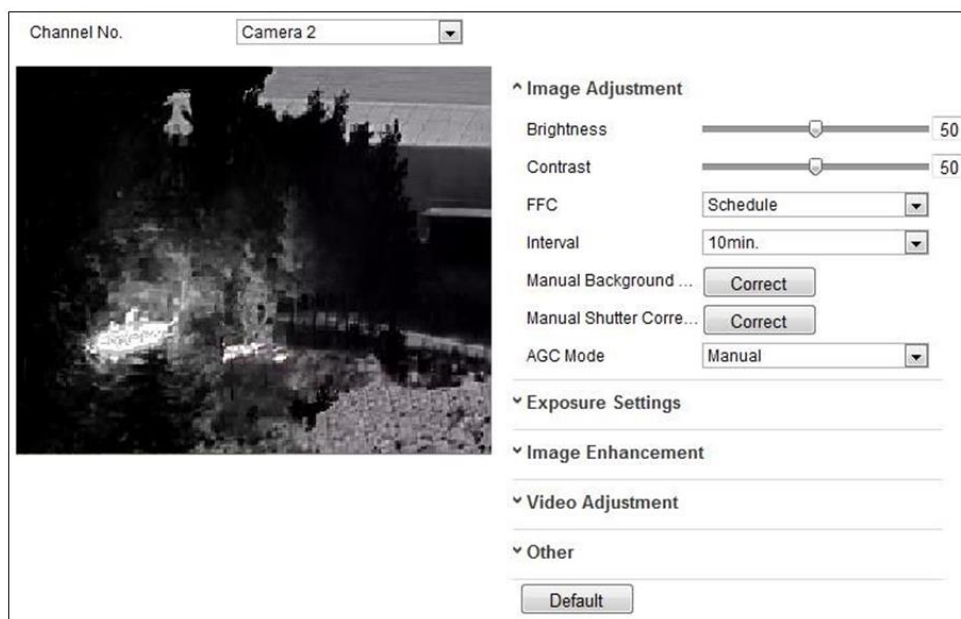 Channel No. Camera 2
Image Adjustment
Brightness 50
Contrast 50
FFC Schedule
Interval 10min.
Manual Background ... Correct
Manual Shutter Corre... Correct
AGC Mode Manual
Exposure Settings
Image Enhancement
Video Adjustment
Other
Default